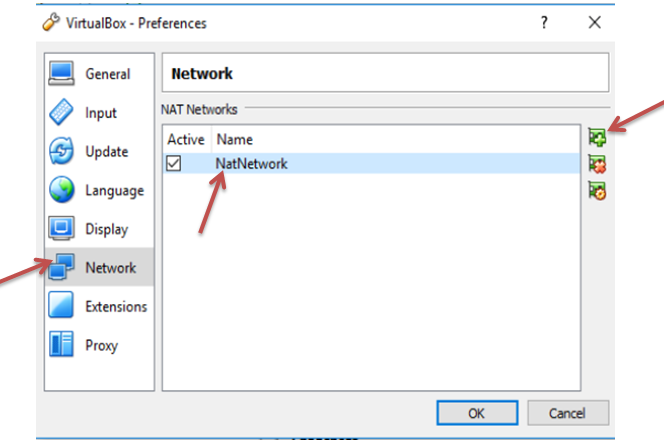 VirtualBox - Preferences ?
General
Network
Input
NAT Networks
Active Name
Update
NatNetwork
Language
Display
Network
Extensions
Proxy
OK Cancel